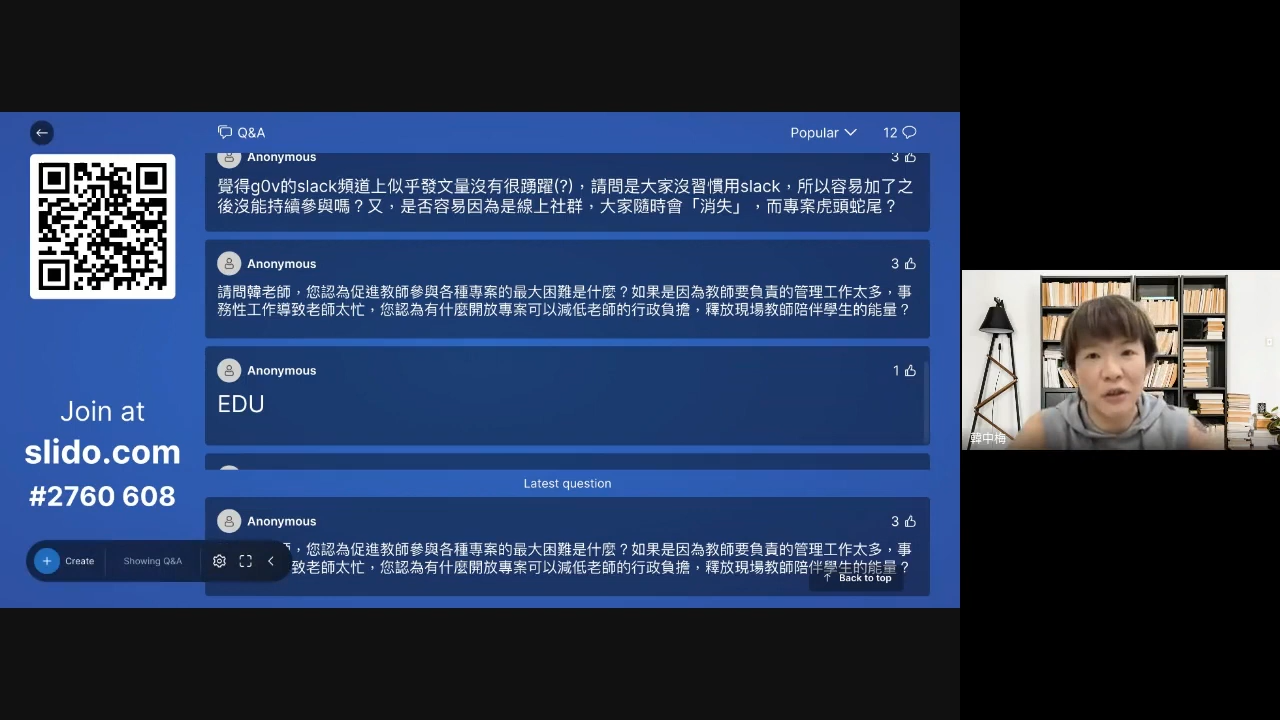 Q&A
Popular
12
Anonymous
3
覺得g0v的slack頻道上似乎發文量沒有很踴躍(?)，請問是大家沒習慣用slack，所以容易加了之
後沒能持續參與嗎？又，是否容易因為是線上社群，大家隨時會「消失」，而專案虎頭蛇尾？
Anonymous
3
請問韓老師，您認為促進教師參與各種專案的最大困難是什麼？如果是因為教師要負責的管理工作太多，事
務性工作導致老師太忙，您認為有什麼開放專案可以減低老師的行政負擔，釋放現場教師陪伴學生的能量？
Anonymous
1
EDU
Join at
slido.com
#2760 608
Latest question
Anonymous
3
，您認為促進教師參與各種專案的最大困難是什麼？如果是因為教師要負責的管理工作太多，事
致老師太忙，您認為有什麼開放專案可以減低老師的行政負擔，釋放現場教師陪伴學生的能量？
Create
Showing Q&A
Back to top
韓中梅